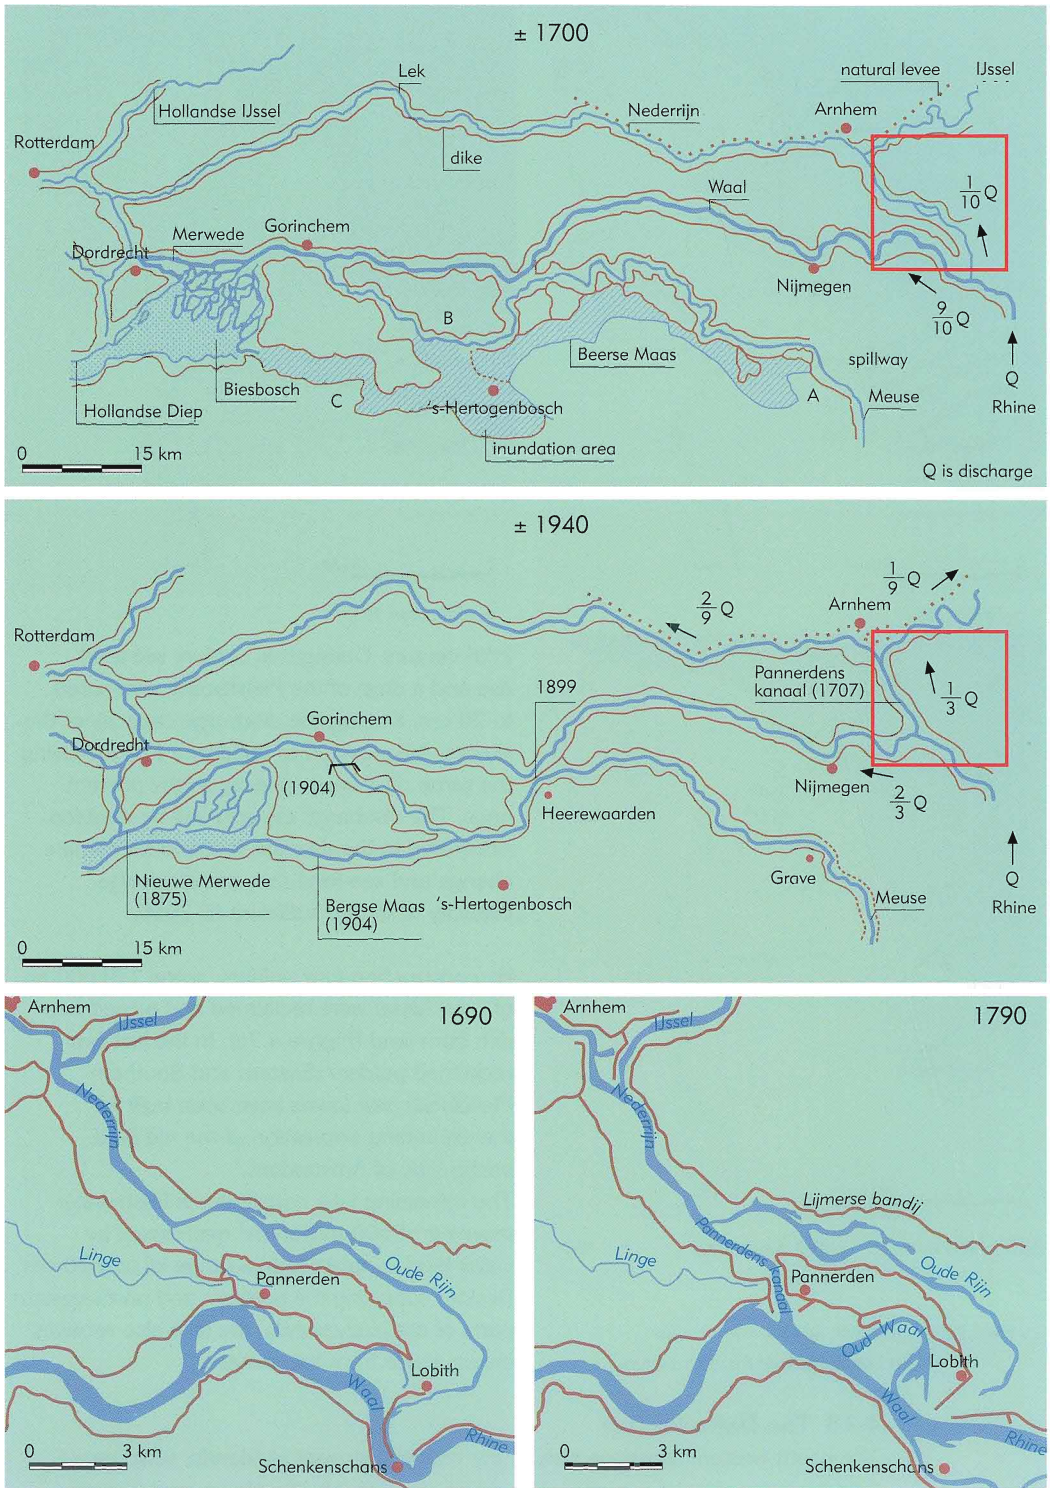 ± 1700
Lek
natural levee
IJssel
Hollandse IJssel
Nederrijn
Arnhem
Rotterdam
dike
1/10 Q
Waal
Merwede
Gorinchem
Dordrecht
Nijmegen
9/10 Q
B
Beerse Maas
spillway
Biesbosch
C
A
Q
Hollandse Diep
's-Hertogenbosch
Meuse
Rhine
inundation area
0 15 km
Q is discharge
± 1940
1/9 Q
2/9 Q
Arnhem
Rotterdam
Pannerdens
kanaal (1707)
1899
1/3 Q
Gorinchem
Dordrecht
(1904)
Nijmegen
2/3 Q
Heerewaarden
Nieuwe Merwede
(1875)
Grave
Q
Bergse Maas
(1904)
's-Hertogenbosch
Meuse
Rhine
0 15 km
Arnhem
1690
IJssel
Nederrijn
Linge
Pannerden
Oude Rijn
Lobith
Waal
Rhine
0 3 km
Schenkenschans
Arnhem
1790
IJssel
Nederrijn
Lijmerse bandij
Pannerdens kanaal
Linge
Pannerden
Oude Rijn
Oud Waal
Lobith
Waal
Rhine
0 3 km
Schenkenschans